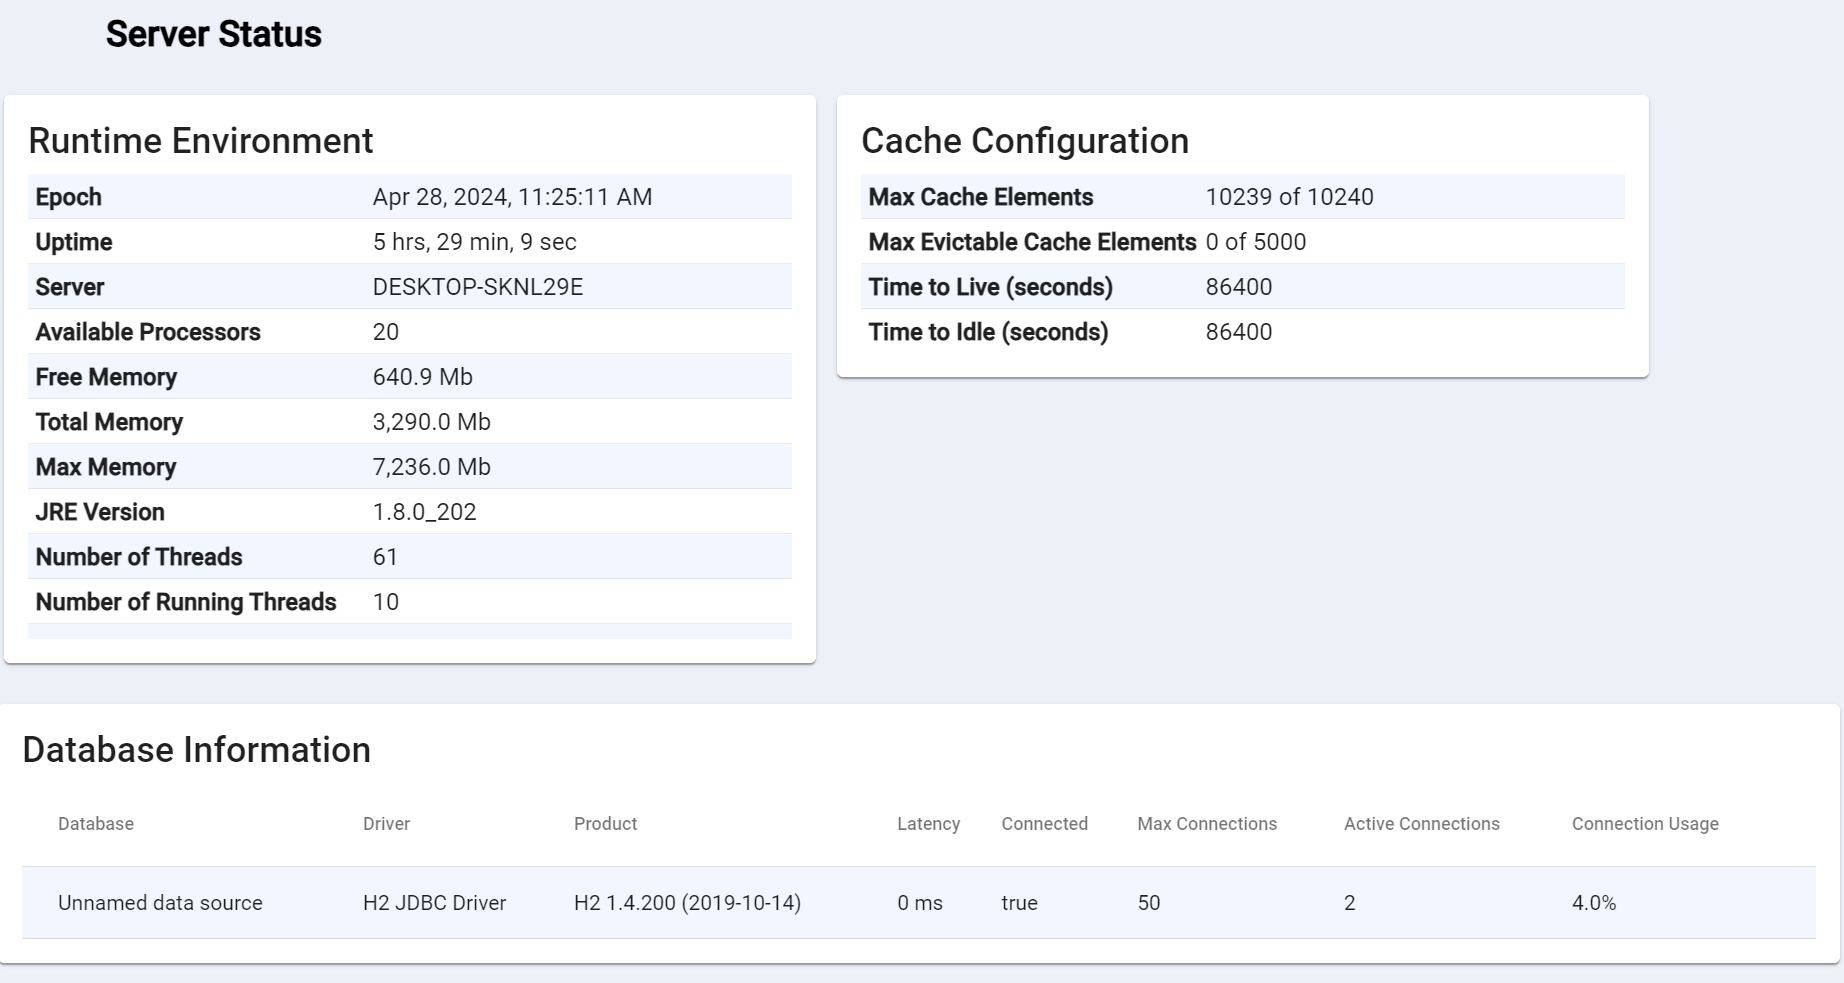 Server Status
Runtime Environment
Epoch Apr 28, 2024, 11:25:11 AM
Uptime 5 hrs, 29 min, 9 sec
Server DESKTOP-SKNL29E
Available Processors 20
Free Memory 640.9 Mb
Total Memory 3,290.0 Mb
Max Memory 7,236.0 Mb
JRE Version 1.8.0_202
Number of Threads 61
Number of Running Threads 10
Cache Configuration
Max Cache Elements 10239 of 10240
Max Evictable Cache Elements 0 of 5000
Time to Live (seconds) 86400
Time to Idle (seconds) 86400
Database Information
Database Driver Product Latency Connected Max Connections Active Connections Connection Usage
Unnamed data source H2 JDBC Driver H2 1.4.200 (2019-10-14) 0 ms true 50 2 4.0%